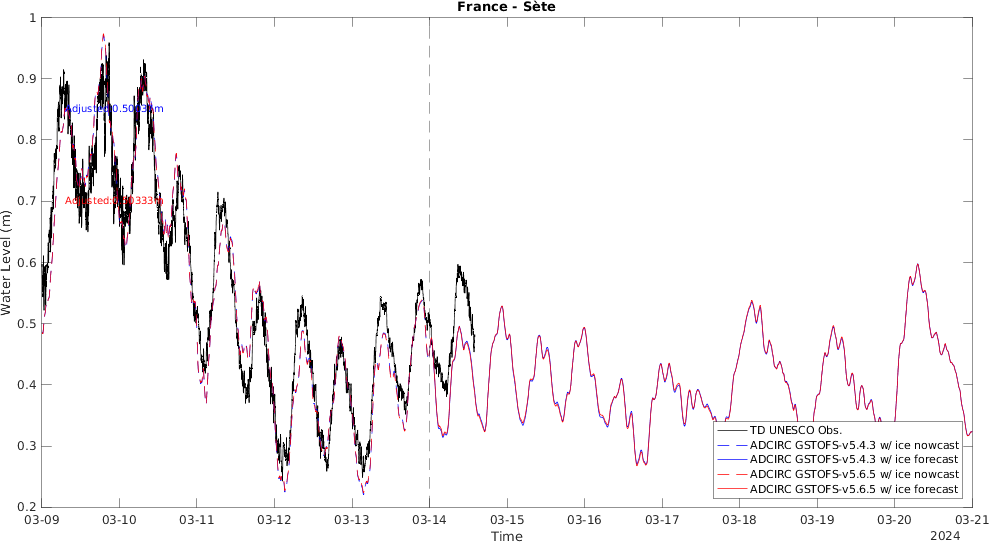 France - Sète
Water Level (m)
1
0.9
0.8
0.7
0.6
0.5
0.4
0.3
0.2
Adjusted
Adjusted:
TD UNESCO Obs.
ADCIRC GSTOFS-v5.4.3 w/ ice nowcast
ADCIRC GSTOFS-v5.4.3 w/ ice forecast
ADCIRC GSTOFS-v5.6.5 w/ ice nowcast
ADCIRC GSTOFS-v5.6.5 w/ ice forecast
03-09 03-10 03-11 03-12 03-13 03-14 03-15 03-16 03-17 03-18 03-19 03-20 03-21
Time
2024